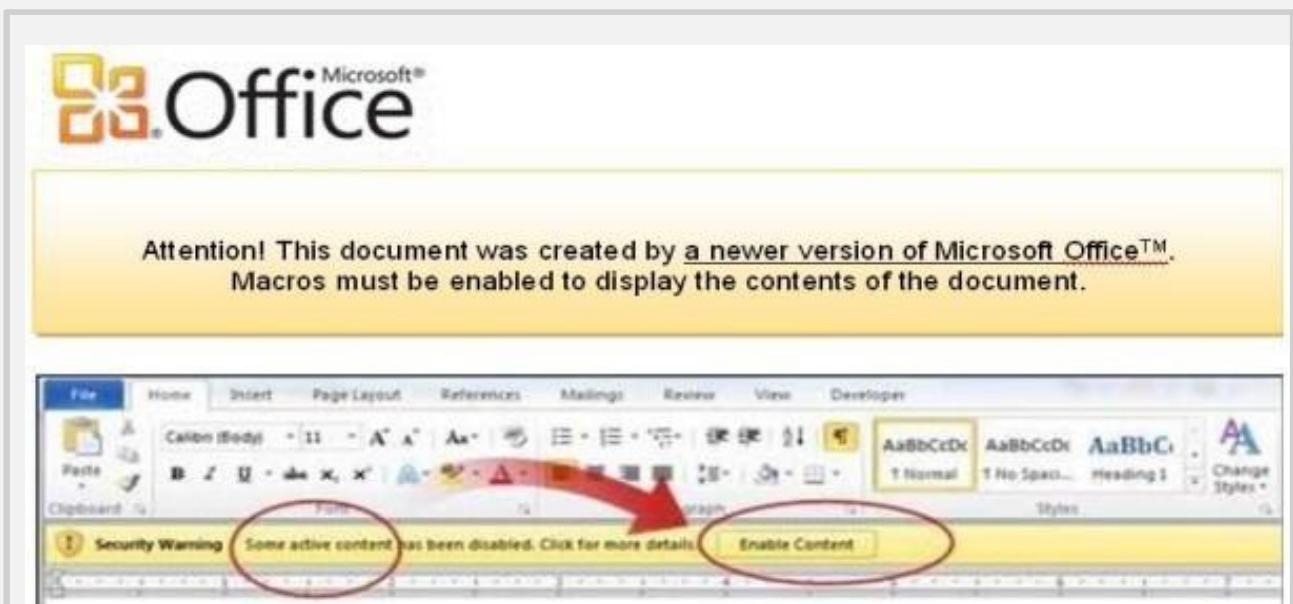 Microsoft®
Office
Attention! This document was created by a newer version of Microsoft Office™.
Macros must be enabled to display the contents of the document.
File Home Insert Page Layout References Mailings Review View Developer
Calibri (Body) 11 A A Aa AaBbCcDc AaBbCcDc AaBbC A
Paste B I U abc x, x A ¶ Normal ¶ No Spaci... Heading 1 Change
Styles
Clipboard Font Styles
Security Warning Some active content has been disabled. Click for more details. Enable Content